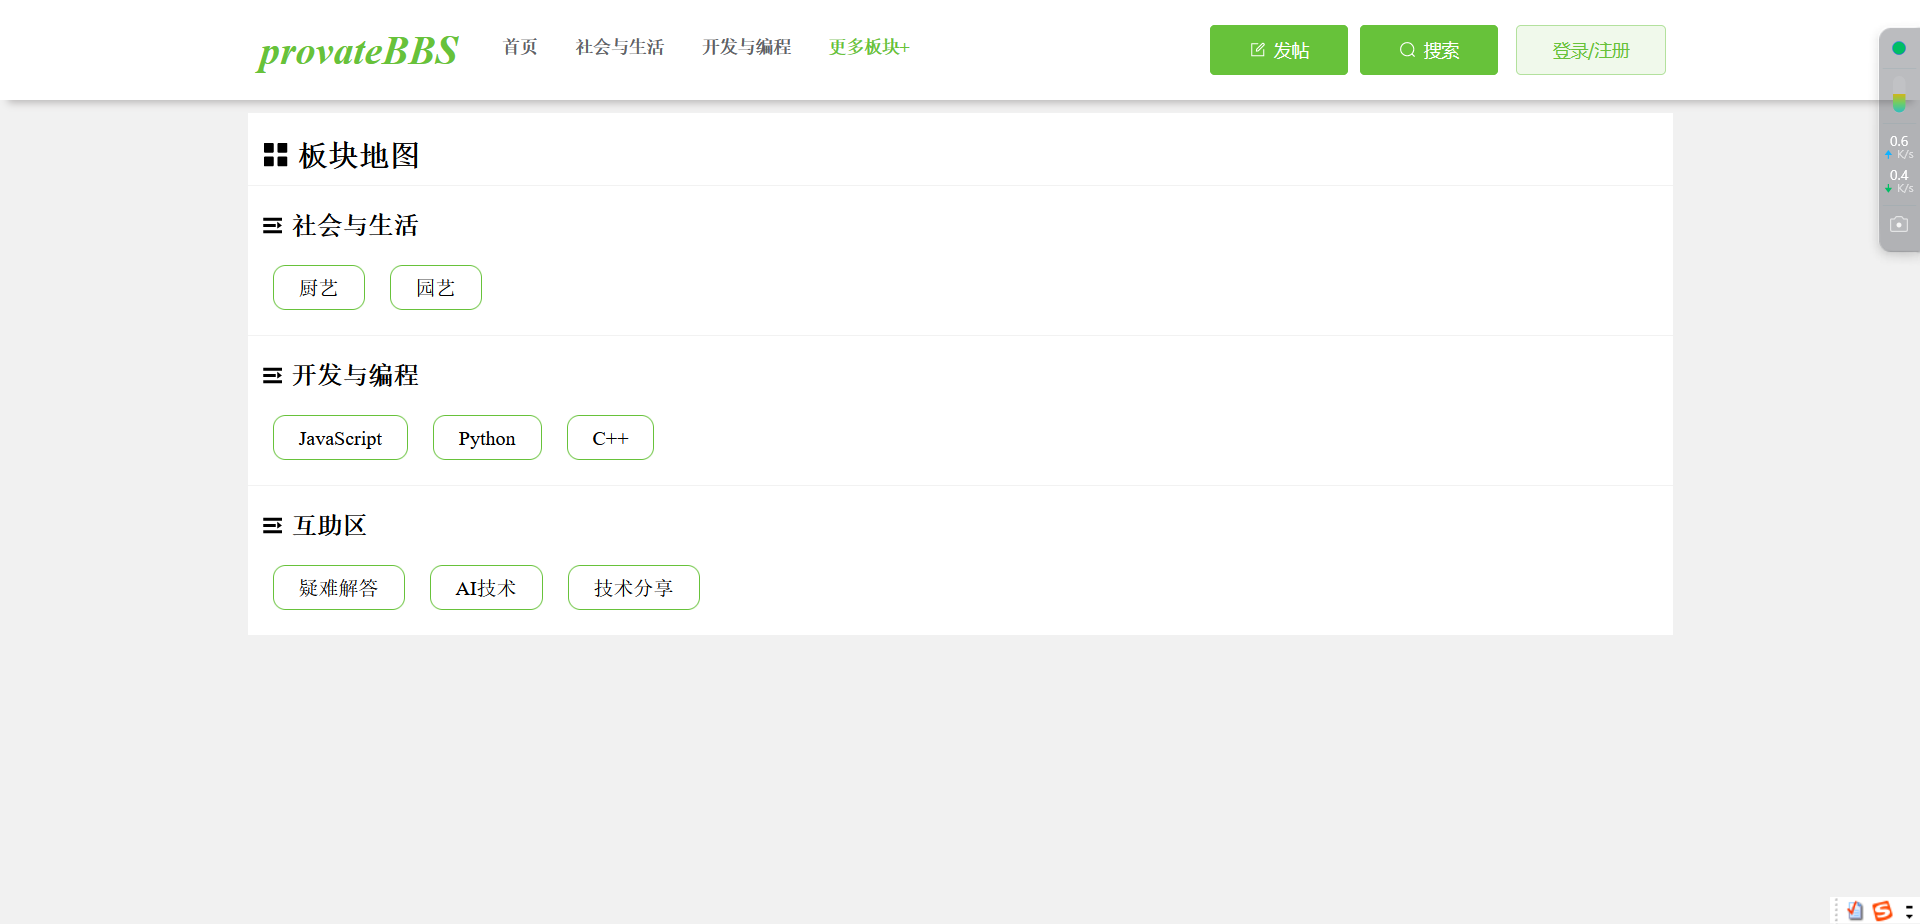 provateBBS 首页 社会与生活 开发与编程 更多板块+ 发帖 搜索 登录/注册
板块地图
社会与生活
厨艺 园艺
开发与编程
JavaScript Python C++
互助区
疑难解答 AI技术 技术分享
0.6
K/s
0.4
K/s